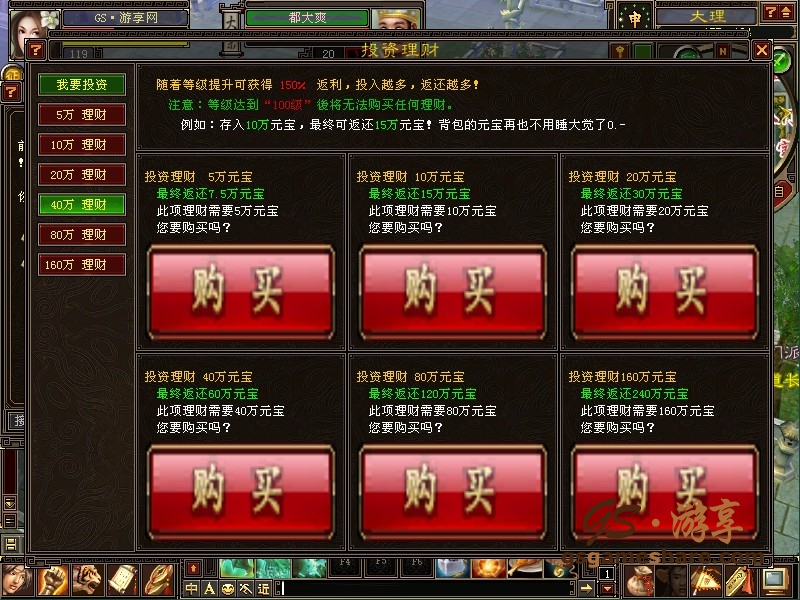 GS·游享网
都大爽
大理
119
20
投资理财
N
申
我要投资
5万 理财
10万 理财
20万 理财
40万 理财
80万 理财
160万 理财
随着等级提升可获得 150% 返利，投入越多，返还越多！
注意：等级达到“100级”後将无法购买任何理财。
例如：存入10万元宝，最终可返还15万元宝！背包的元宝再也不用睡大觉了0.-
投资理财 5万元宝
最终返还7.5万元宝
此项理财需要5万元宝
您要购买吗？
购买
投资理财 10万元宝
最终返还15万元宝
此项理财需要10万元宝
您要购买吗？
购买
投资理财 20万元宝
最终返还30万元宝
此项理财需要20万元宝
您要购买吗？
购买
投资理财 40万元宝
最终返还60万元宝
此项理财需要40万元宝
您要购买吗？
购买
投资理财 80万元宝
最终返还120万元宝
此项理财需要80万元宝
您要购买吗？
购买
投资理财160万元宝
最终返还240万元宝
此项理财需要160万元宝
您要购买吗？
购买
GS·游享
F4 F5 F6
中 A 近
1